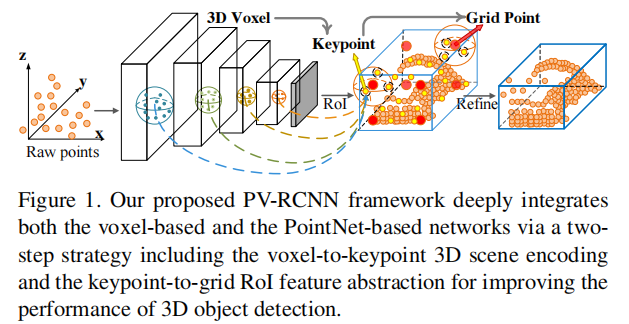 3D Voxel
Grid Point
Keypoint
z
y
x
Raw points
RoI
Refine
Figure 1. Our proposed PV-RCNN framework deeply integrates
both the voxel-based and the PointNet-based networks via a two-
step strategy including the voxel-to-keypoint 3D scene encoding
and the keypoint-to-grid RoI feature abstraction for improving the
performance of 3D object detection.